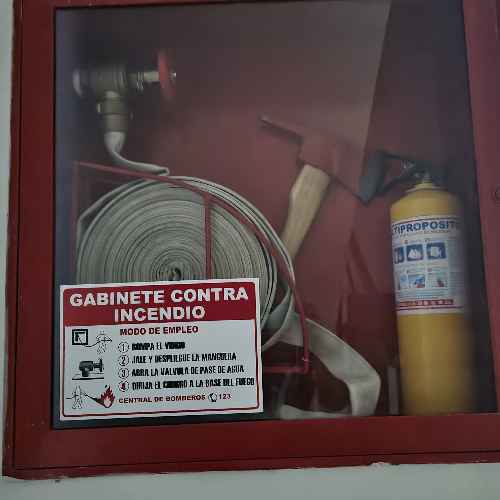 GABINETE CONTRA
INCENDIO
MODO DE EMPLEO
1 ROMPA EL VIDRIO
2 JALE Y DESPLIEGUE LA MANGUERA
3 ABRA LA VALVULA DE PASE DE AGUA
4 DIRIJA EL CHORRO A LA BASE DEL FUEGO
CENTRAL DE BOMBEROS 123
LTIPROPOSITO